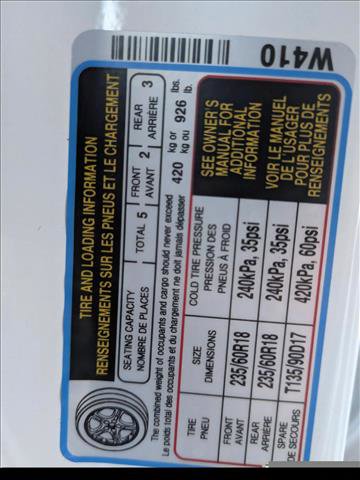 W410
TIRE AND LOADING INFORMATION
RENSEIGNEMENTS SUR LES PNEUS ET LE CHARGEMENT
SEATING CAPACITY TOTAL 5 FRONT 2 REAR 3
NOMBRE DE PLACES AVANT ARRIÈRE
The combined weight of occupants and cargo should never exceed 420 kg or 926 lbs.
Le poids total des occupants et du chargement ne doit jamais dépasser kg ou lb.
TIRE SIZE COLD TIRE PRESSURE
PNEU DIMENSIONS PRESSION DES PNEUS À FROID
FRONT 235/60R18 240kPa, 35psi
AVANT
REAR 235/60R18 240kPa, 35psi
ARRIÈRE
SPARE T135/90D17 420kPa, 60psi
DE SECOURS
SEE OWNER'S
MANUAL FOR
ADDITIONAL
INFORMATION
VOIR LE MANUEL
DE L'USAGER
POUR PLUS DE
RENSEIGNEMENTS